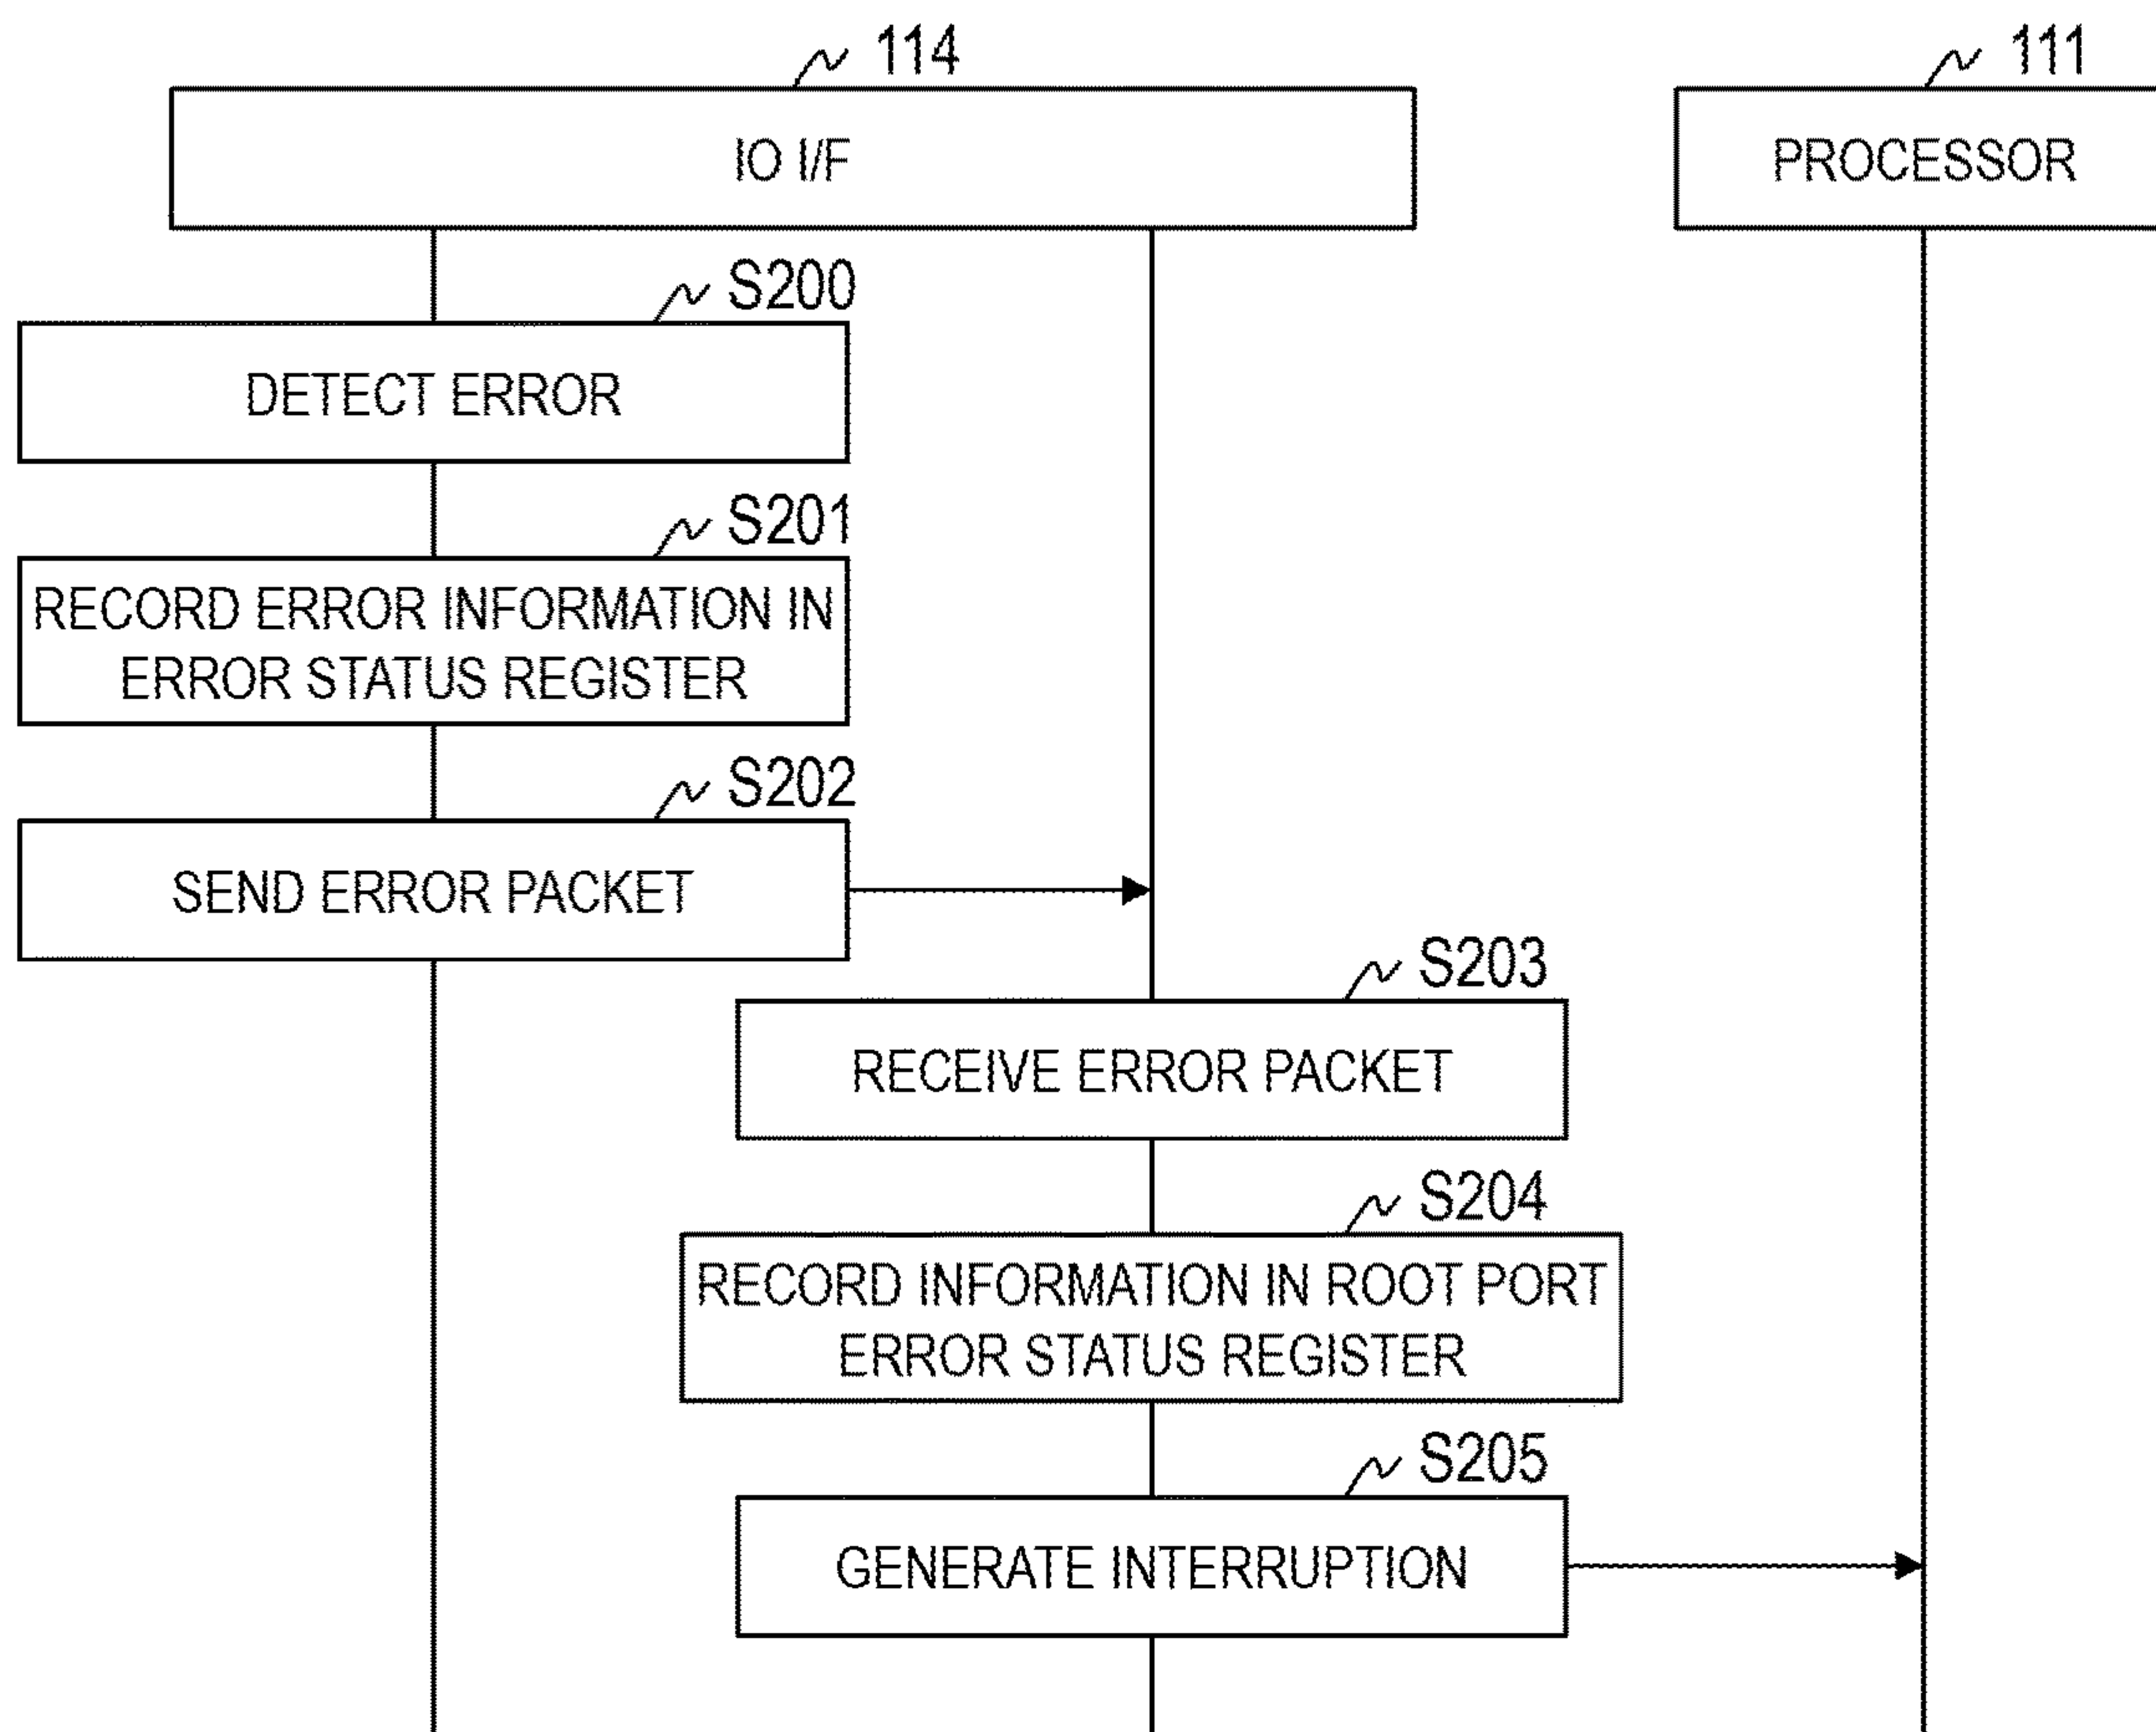 114
111
IO I/F
PROCESSOR
S200
DETECT ERROR
S201
RECORD ERROR INFORMATION IN
ERROR STATUS REGISTER
S202
SEND ERROR PACKET
S203
RECEIVE ERROR PACKET
S204
RECORD INFORMATION IN ROOT PORT
ERROR STATUS REGISTER
S205
GENERATE INTERRUPTION